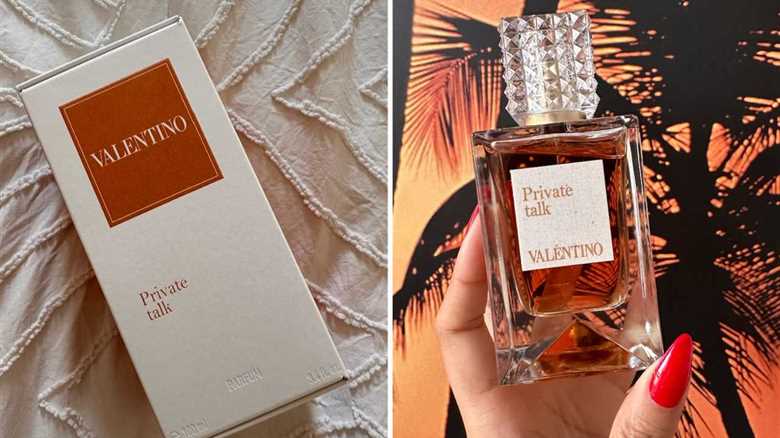 VALENTINO
Private
talk
PARFUM
Private
talk
VALENTINO